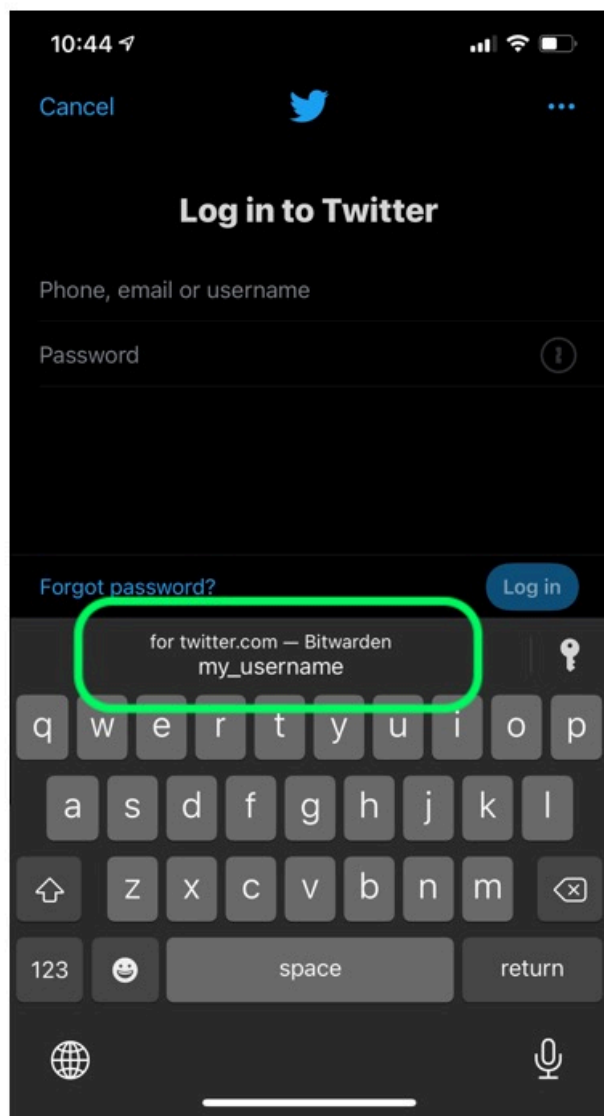 10:44
Cancel
Log in to Twitter
Phone, email or username
Password
Forgot password?
Log in
for twitter.com — Bitwarden
my_username
q w e r t y u i o p
a s d f g h j k l
z x c v b n m
123 space return